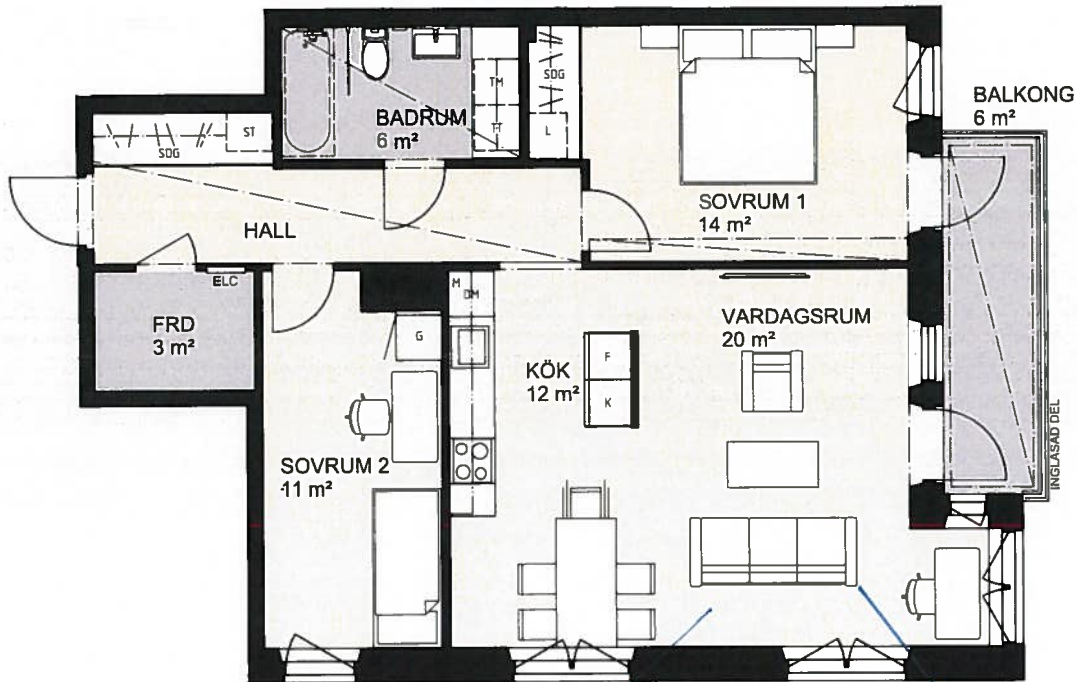 BALKONG
6 m²
BADRUM
6 m²
TM
TT
SDG
L
ST
SDG
SOVRUM 1
14 m²
HALL
ELC
FRD
3 m²
M
DM
G
VARDAGSRUM
20 m²
F
K
KÖK
12 m²
SOVRUM 2
11 m²
INGLASAD DEL